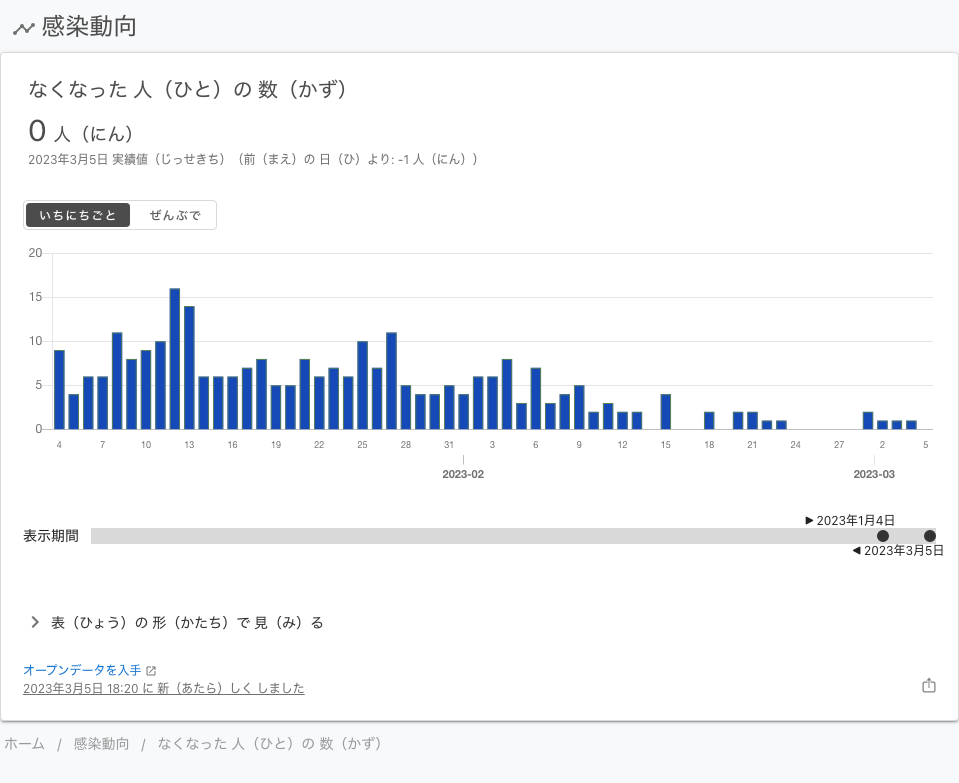 感染動向
なくなった 人（ひと）の 数（かず）
0 人（にん）
2023年3月5日 実績値（じっせきち）（前（まえ）の 日（ひ）より: -1 人（にん））
いちにちごと ぜんぶで
20
15
10
5
0
4 7 10 13 16 19 22 25 28 31 3 6 9 12 15 18 21 24 27 2 5
2023-02 2023-03
▶ 2023年1月4日
表示期間
◀ 2023年3月5日
表（ひょう）の 形（かたち）で 見（み）る
オープンデータを入手
2023年3月5日 18:20 に 新（あたら）しく しました
ホーム / 感染動向 / なくなった 人（ひと）の 数（かず）